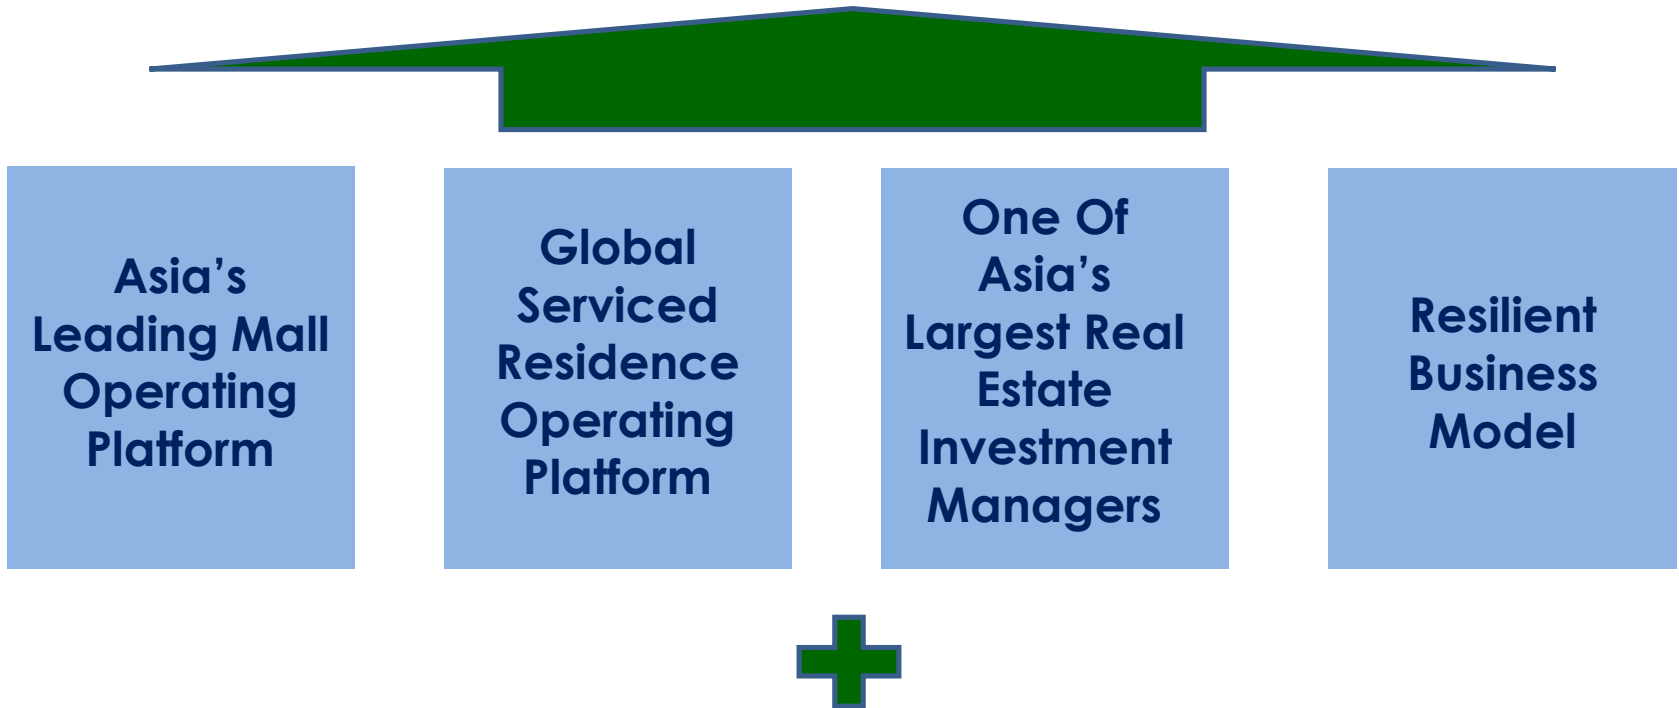 Asia’s
Leading Mall
Operating
Platform
Global
Serviced
Residence
Operating
Platform
One Of
Asia’s
Largest Real
Estate
Investment
Managers
Resilient
Business
Model